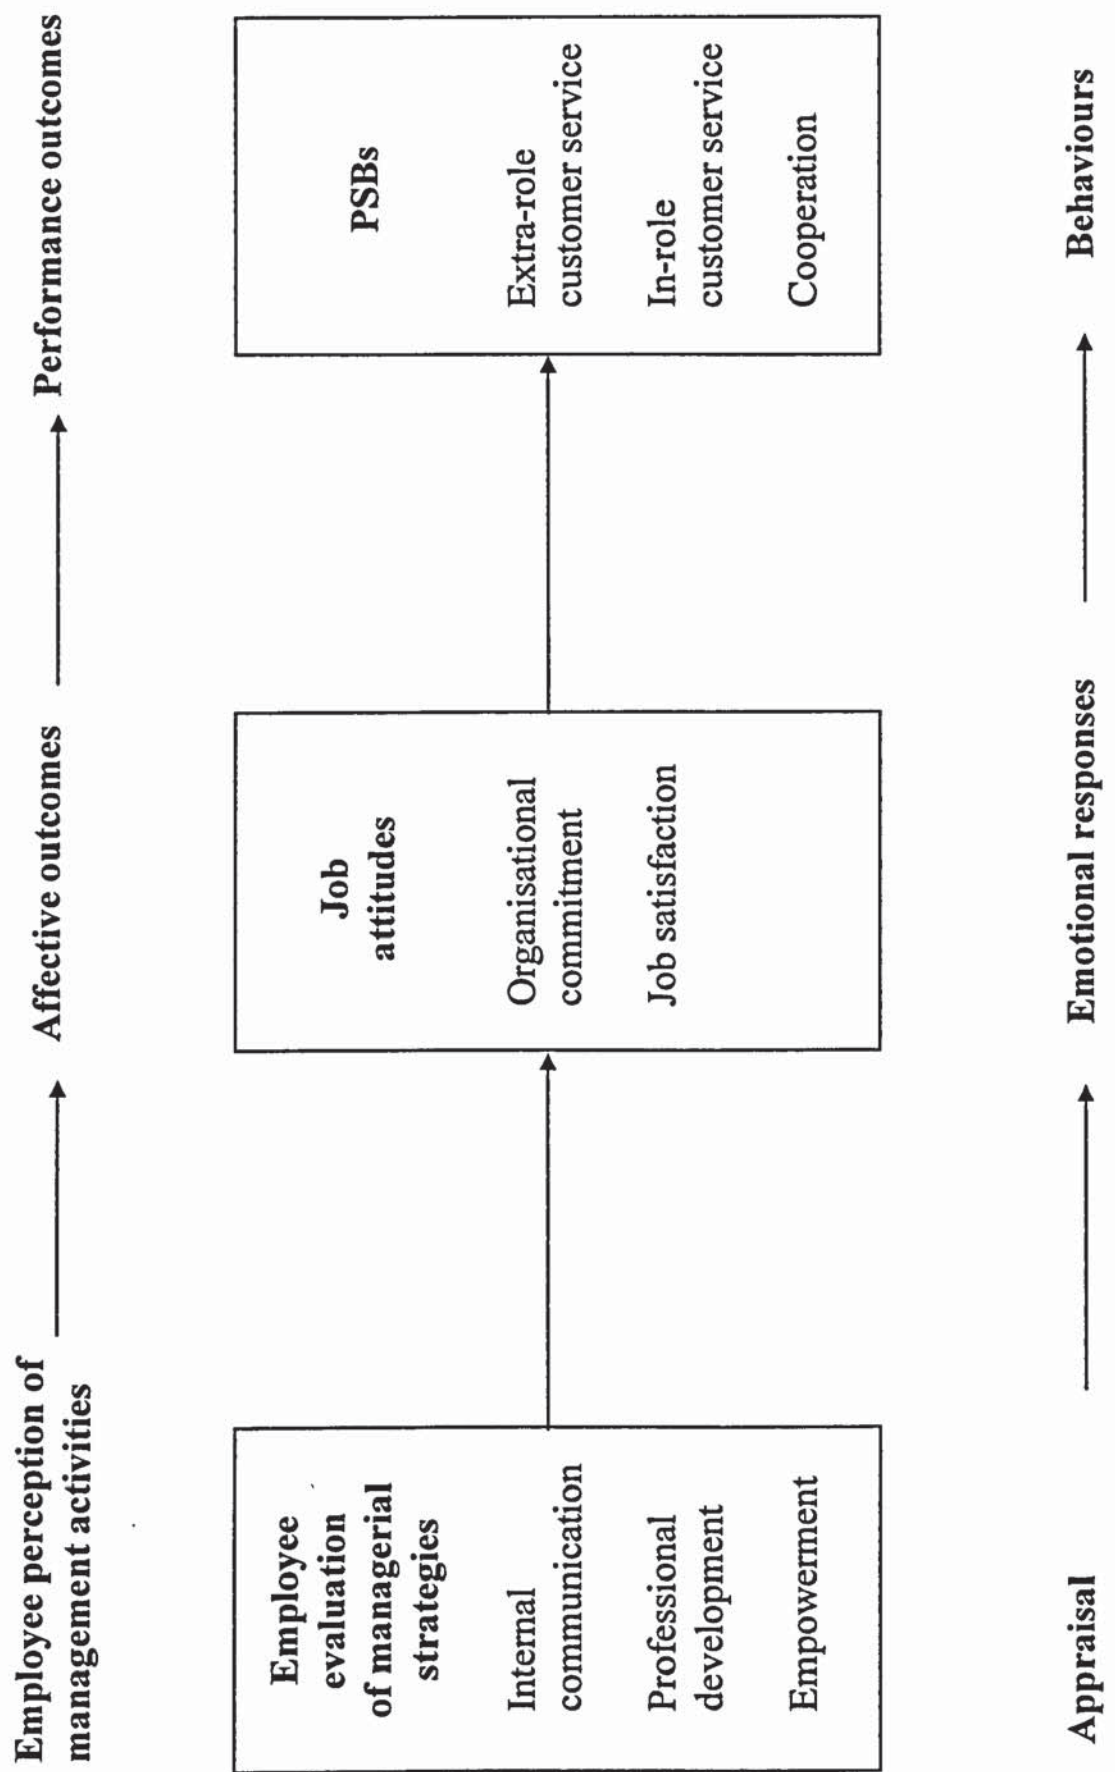 Employee perception of
management activities
Affective outcomes
Performance outcomes
Employee
evaluation
of managerial
strategies
Internal
communication
Professional
development
Empowerment
Job
attitudes
Organisational
commitment
Job satisfaction
PSBs
Extra-role
customer service
In-role
customer service
Cooperation
Appraisal
Emotional responses
Behaviours